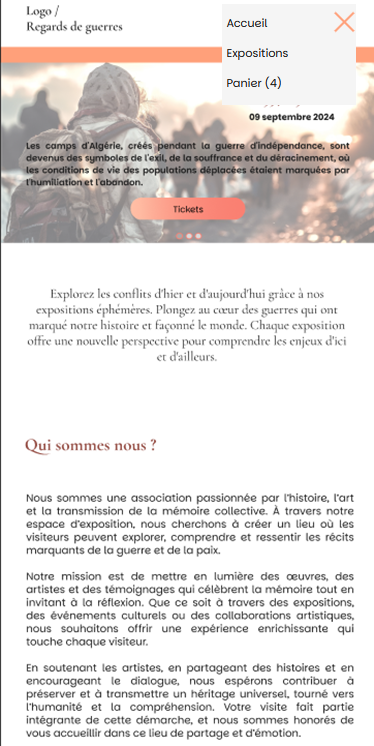 Logo /
Regards de guerres
Accueil
Expositions
Panier (4)
09 septembre 2024
Les camps d'Algérie, créés pendant la guerre d'indépendance, sont
devenus des symboles de l'exil, de la souffrance et du déracinement, où
les conditions de vie des populations déplacées étaient marquées par
l'humiliation et l'abandon.
Tickets
Explorez les conflits d'hier et d'aujourd'hui grâce à nos
expositions éphémères. Plongez au cœur des guerres qui ont
marqué notre histoire et façonné le monde. Chaque exposition
offre une nouvelle perspective pour comprendre les enjeux d'ici
et d'ailleurs.
Qui sommes nous ?
Nous sommes une association passionnée par l'histoire, l'art
et la transmission de la mémoire collective. À travers notre
espace d'exposition, nous cherchons à créer un lieu où les
visiteurs peuvent explorer, comprendre et ressentir les récits
marquants de la guerre et de la paix.
Notre mission est de mettre en lumière des œuvres, des
artistes et des témoignages qui célèbrent la mémoire tout en
invitant à la réflexion. Que ce soit à travers des expositions,
des événements culturels ou des collaborations artistiques,
nous souhaitons offrir une expérience enrichissante qui
touche chaque visiteur.
En soutenant les artistes, en partageant des histoires et en
encourageant le dialogue, nous espérons contribuer à
préserver et à transmettre un héritage universel, tourné vers
l'humanité et la compréhension. Votre visite fait partie
intégrante de cette démarche, et nous sommes honorés de
vous accueillir dans ce lieu de partage et d'émotion.